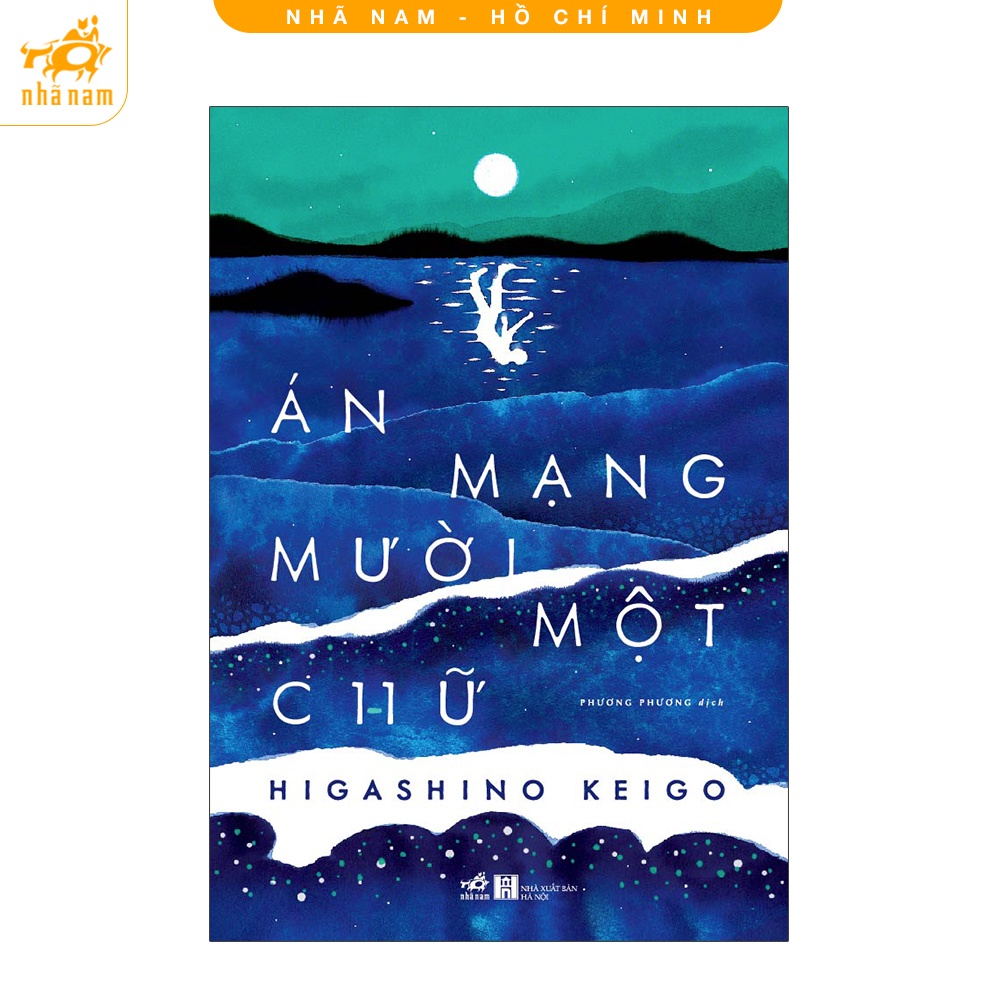 NHÃ NAM - HỒ CHÍ MINH
nhã nam
ÁN
MẠNG
MƯỜI
MỘT
CHỮ
PHƯƠNG PHƯƠNG dịch
HIGASHINO KEIGO
nhã nam
NHÀ XUẤT BẢN
HÀ NỘI